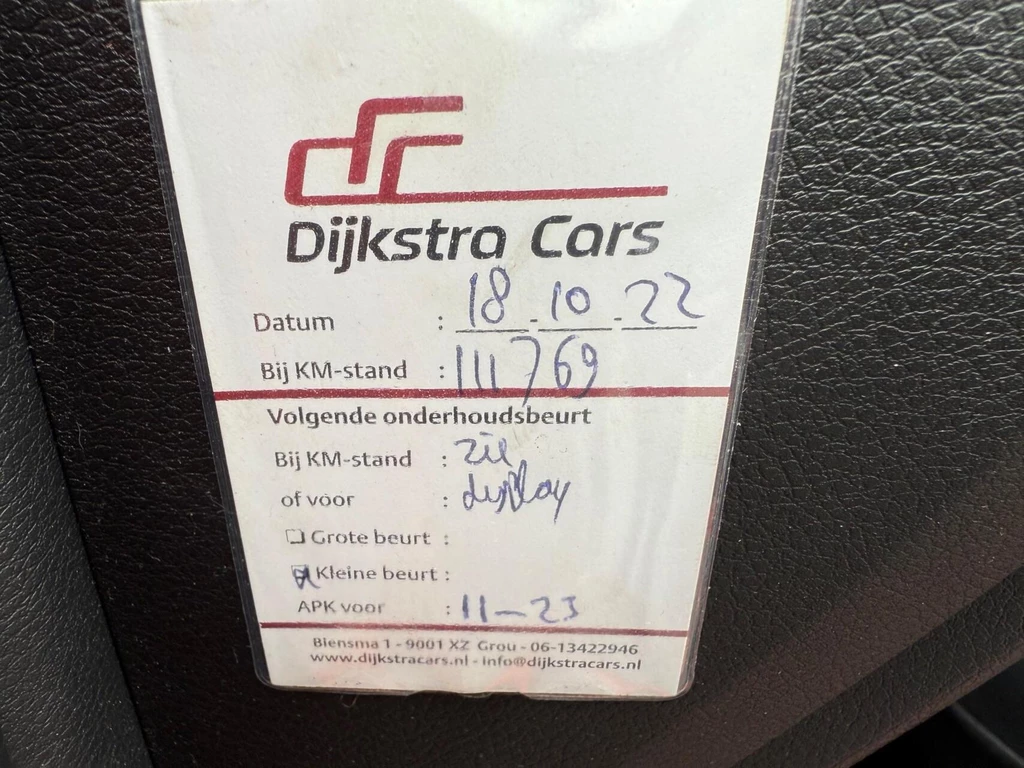 Dijkstra Cars
Datum : 18-10-22
Bij KM-stand : 111769
Volgende onderhoudsbeurt
Bij KM-stand : zie
of voor : display
Grote beurt :
Kleine beurt :
APK voor : 11-23
Biensma 1 - 9001 XZ Grou - 06-13422946
www.dijkstracars.nl - info@dijkstracars.nl